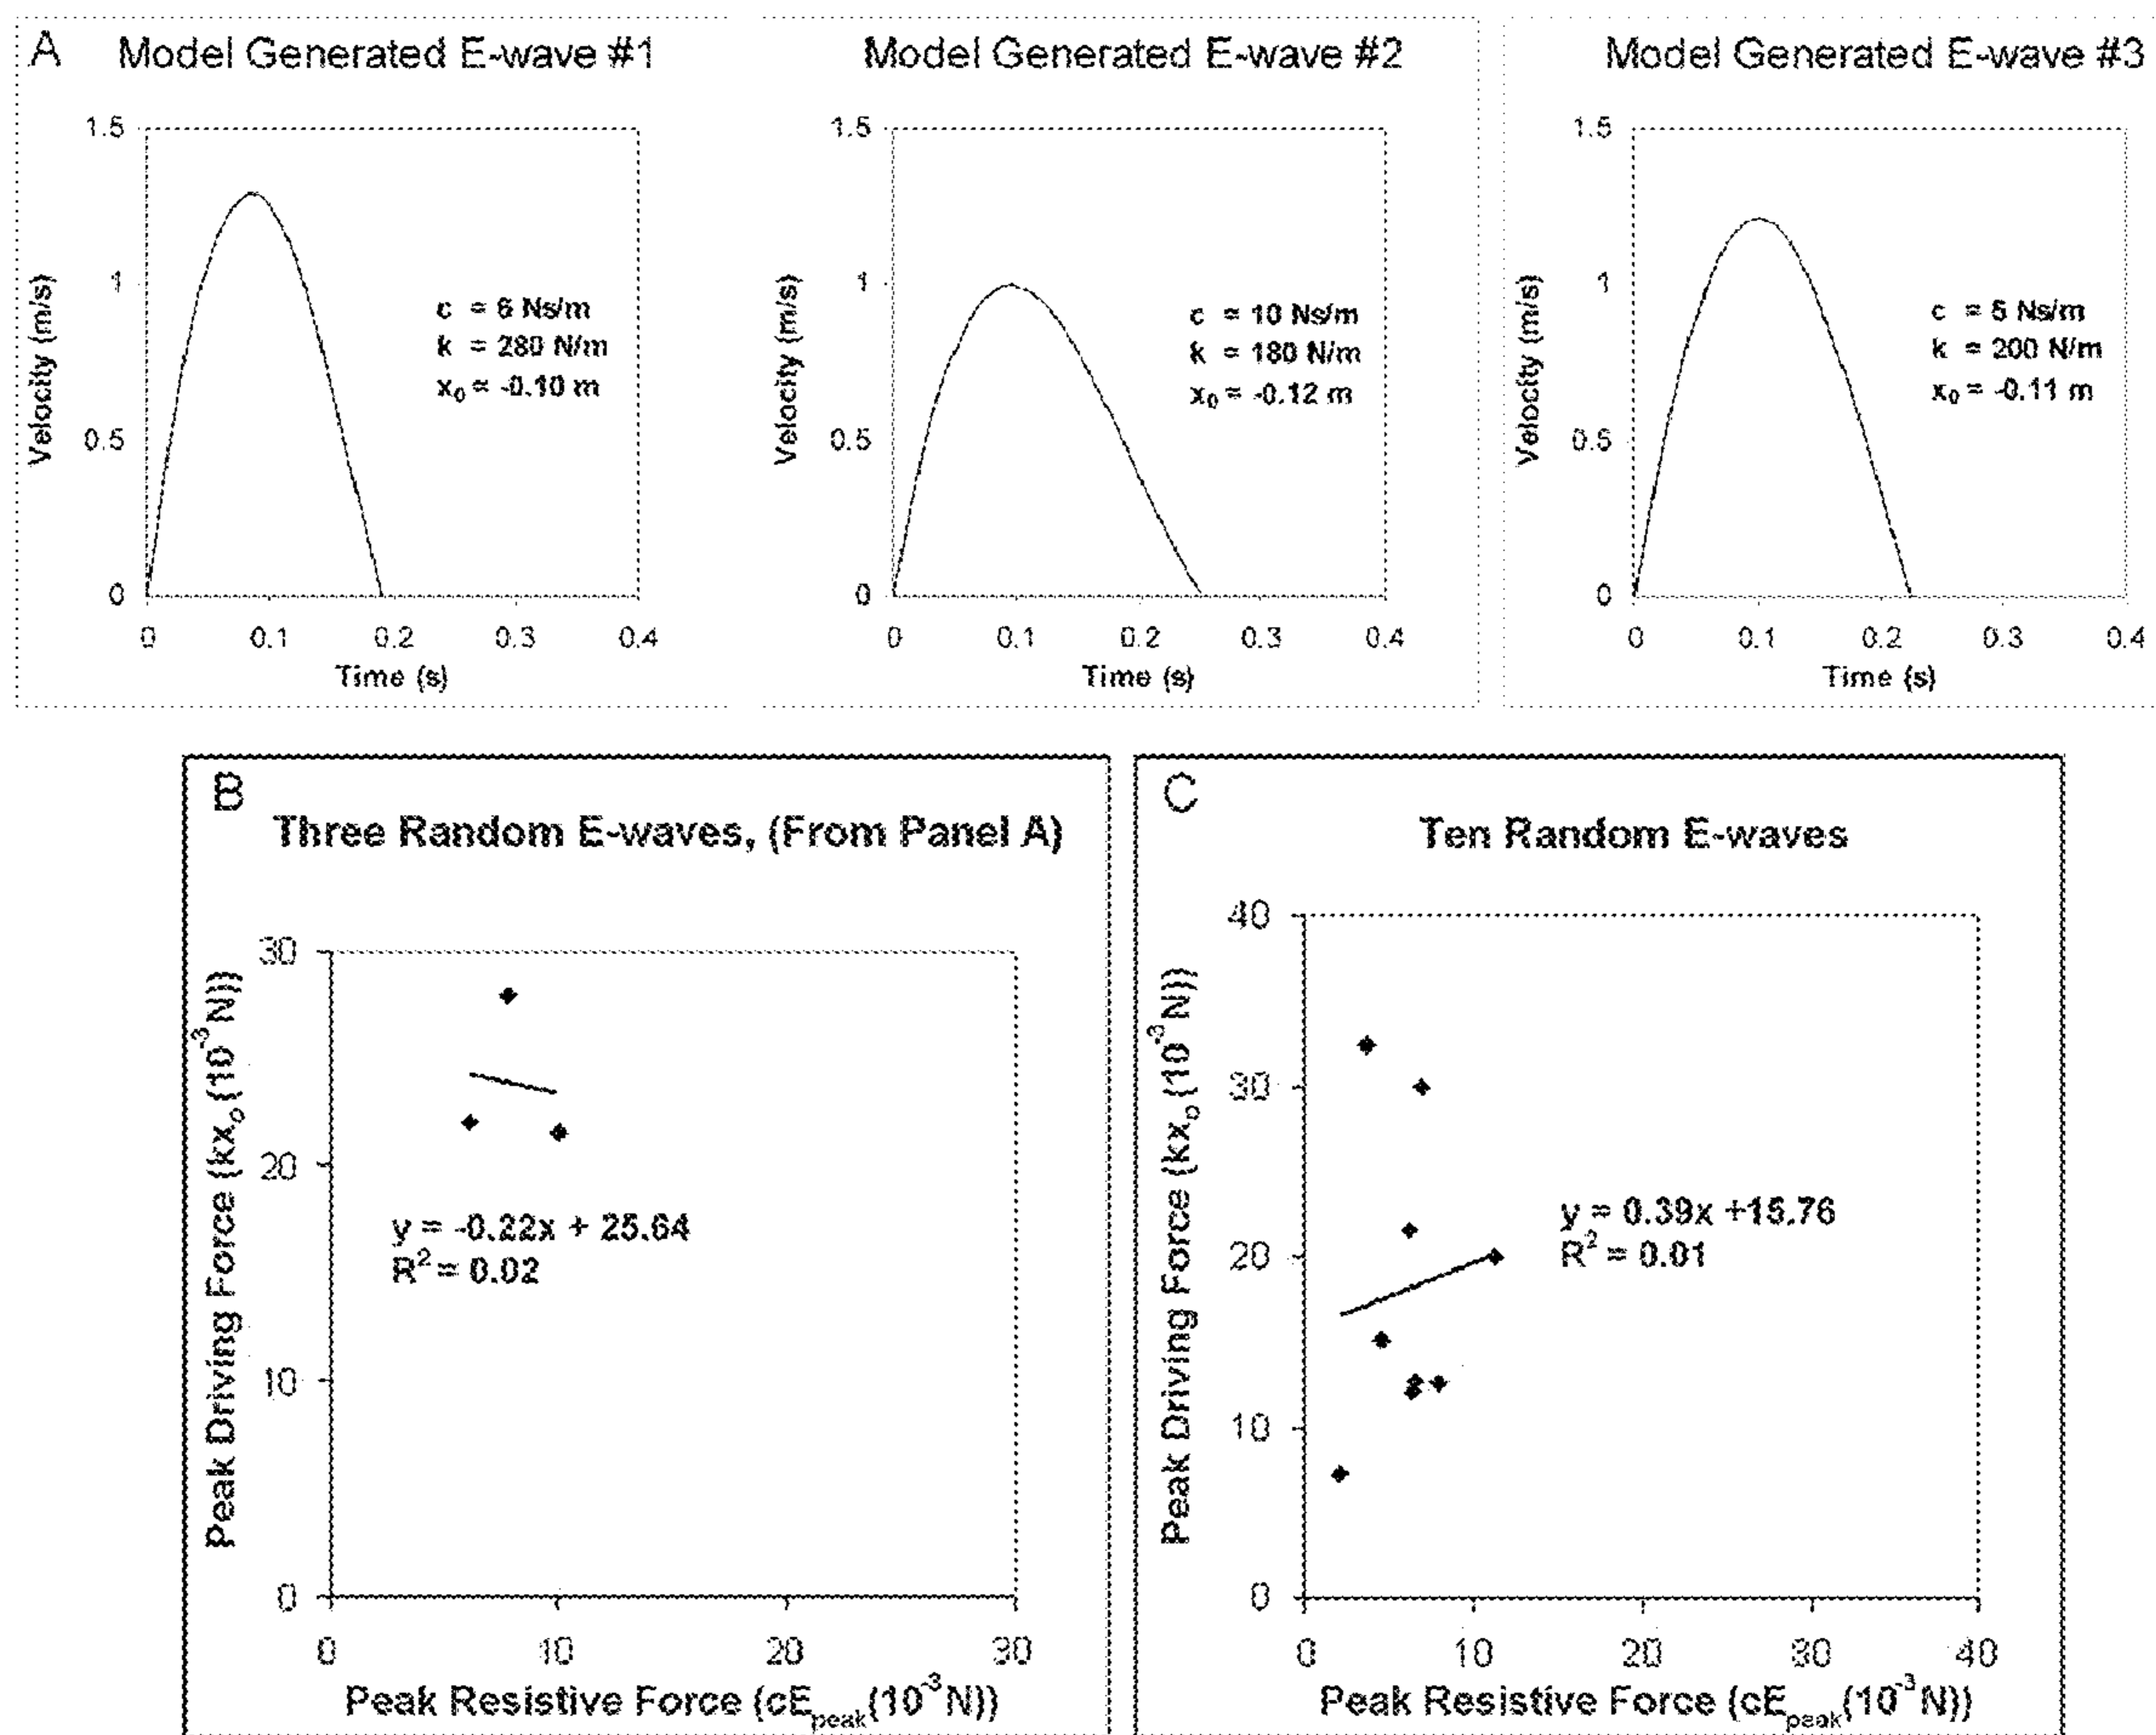 A
Model Generated E-wave #1
1.5
1
0.5
0
Velocity (m/s)
c = 6 Ns/m
k = 280 N/m
x₀ = -0.10 m
0 0.1 0.2 0.3 0.4
Time (s)
Model Generated E-wave #2
1.5
1
0.5
0
Velocity (m/s)
c = 10 Ns/m
k = 180 N/m
x₀ = -0.12 m
0 0.1 0.2 0.3 0.4
Time (s)
Model Generated E-wave #3
1.5
1
0.5
0
Velocity (m/s)
c = 5 Ns/m
k = 200 N/m
x₀ = -0.11 m
0 0.1 0.2 0.3 0.4
Time (s)
B
Three Random E-waves, (From Panel A)
30
20
10
0
Peak Driving Force (kx₀(10⁻³N))
y = -0.22x + 25.64
R² = 0.02
0 10 20 30
Peak Resistive Force (cEpeak(10⁻³N))
C
Ten Random E-waves
40
30
20
10
0
Peak Driving Force (kx₀(10⁻³N))
y = 0.39x +15.76
R² = 0.01
0 10 20 30 40
Peak Resistive Force (cEpeak(10⁻³N))